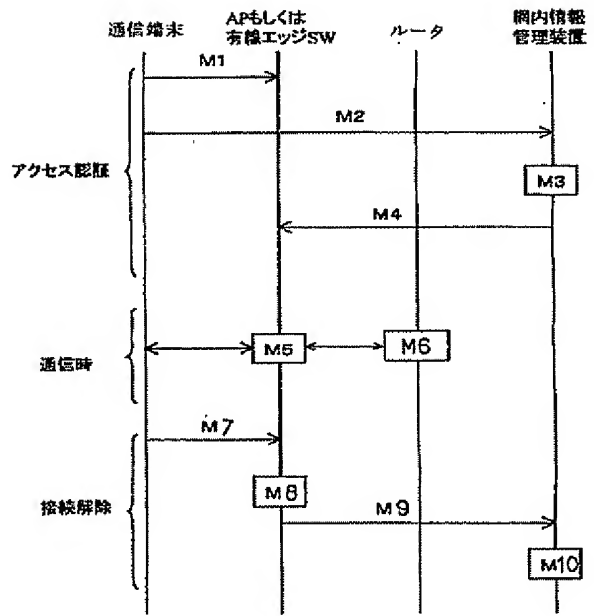 通信端末
APもしくは
有線エッジSW
ルータ
網内情報
管理装置
M1
M2
アクセス認証
M3
M4
通信時
M5
M6
M7
M8
接続解除
M9
M10